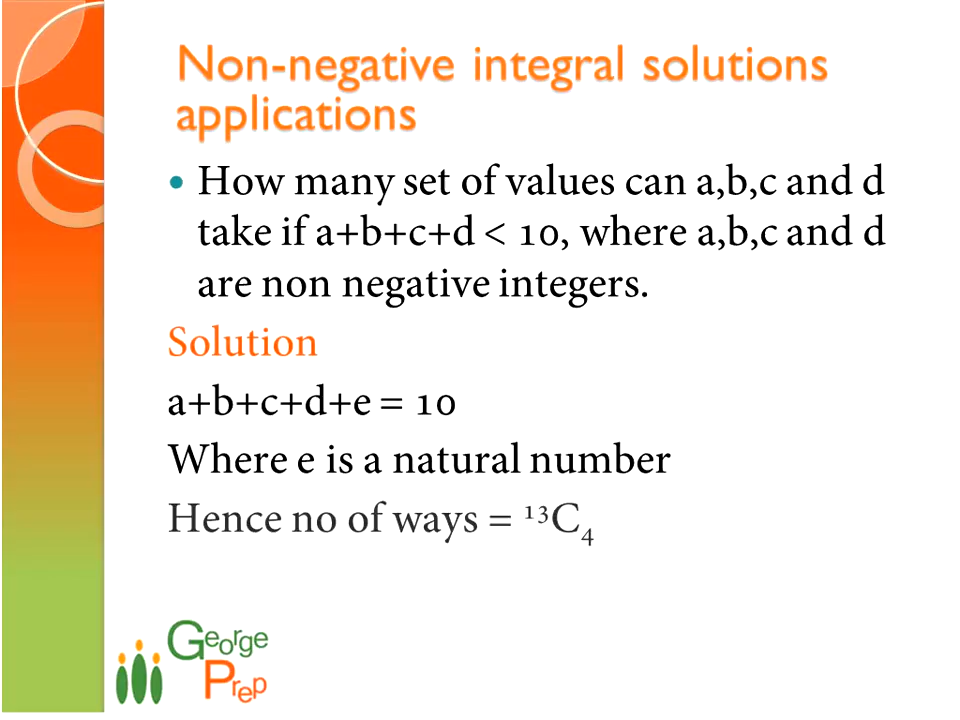 Non-negative integral solutions
applications
• How many set of values can a,b,c and d
take if a+b+c+d < 10, where a,b,c and d
are non negative integers.
Solution
a+b+c+d+e = 10
Where e is a natural number
Hence no of ways = ¹³C₄
George
Prep